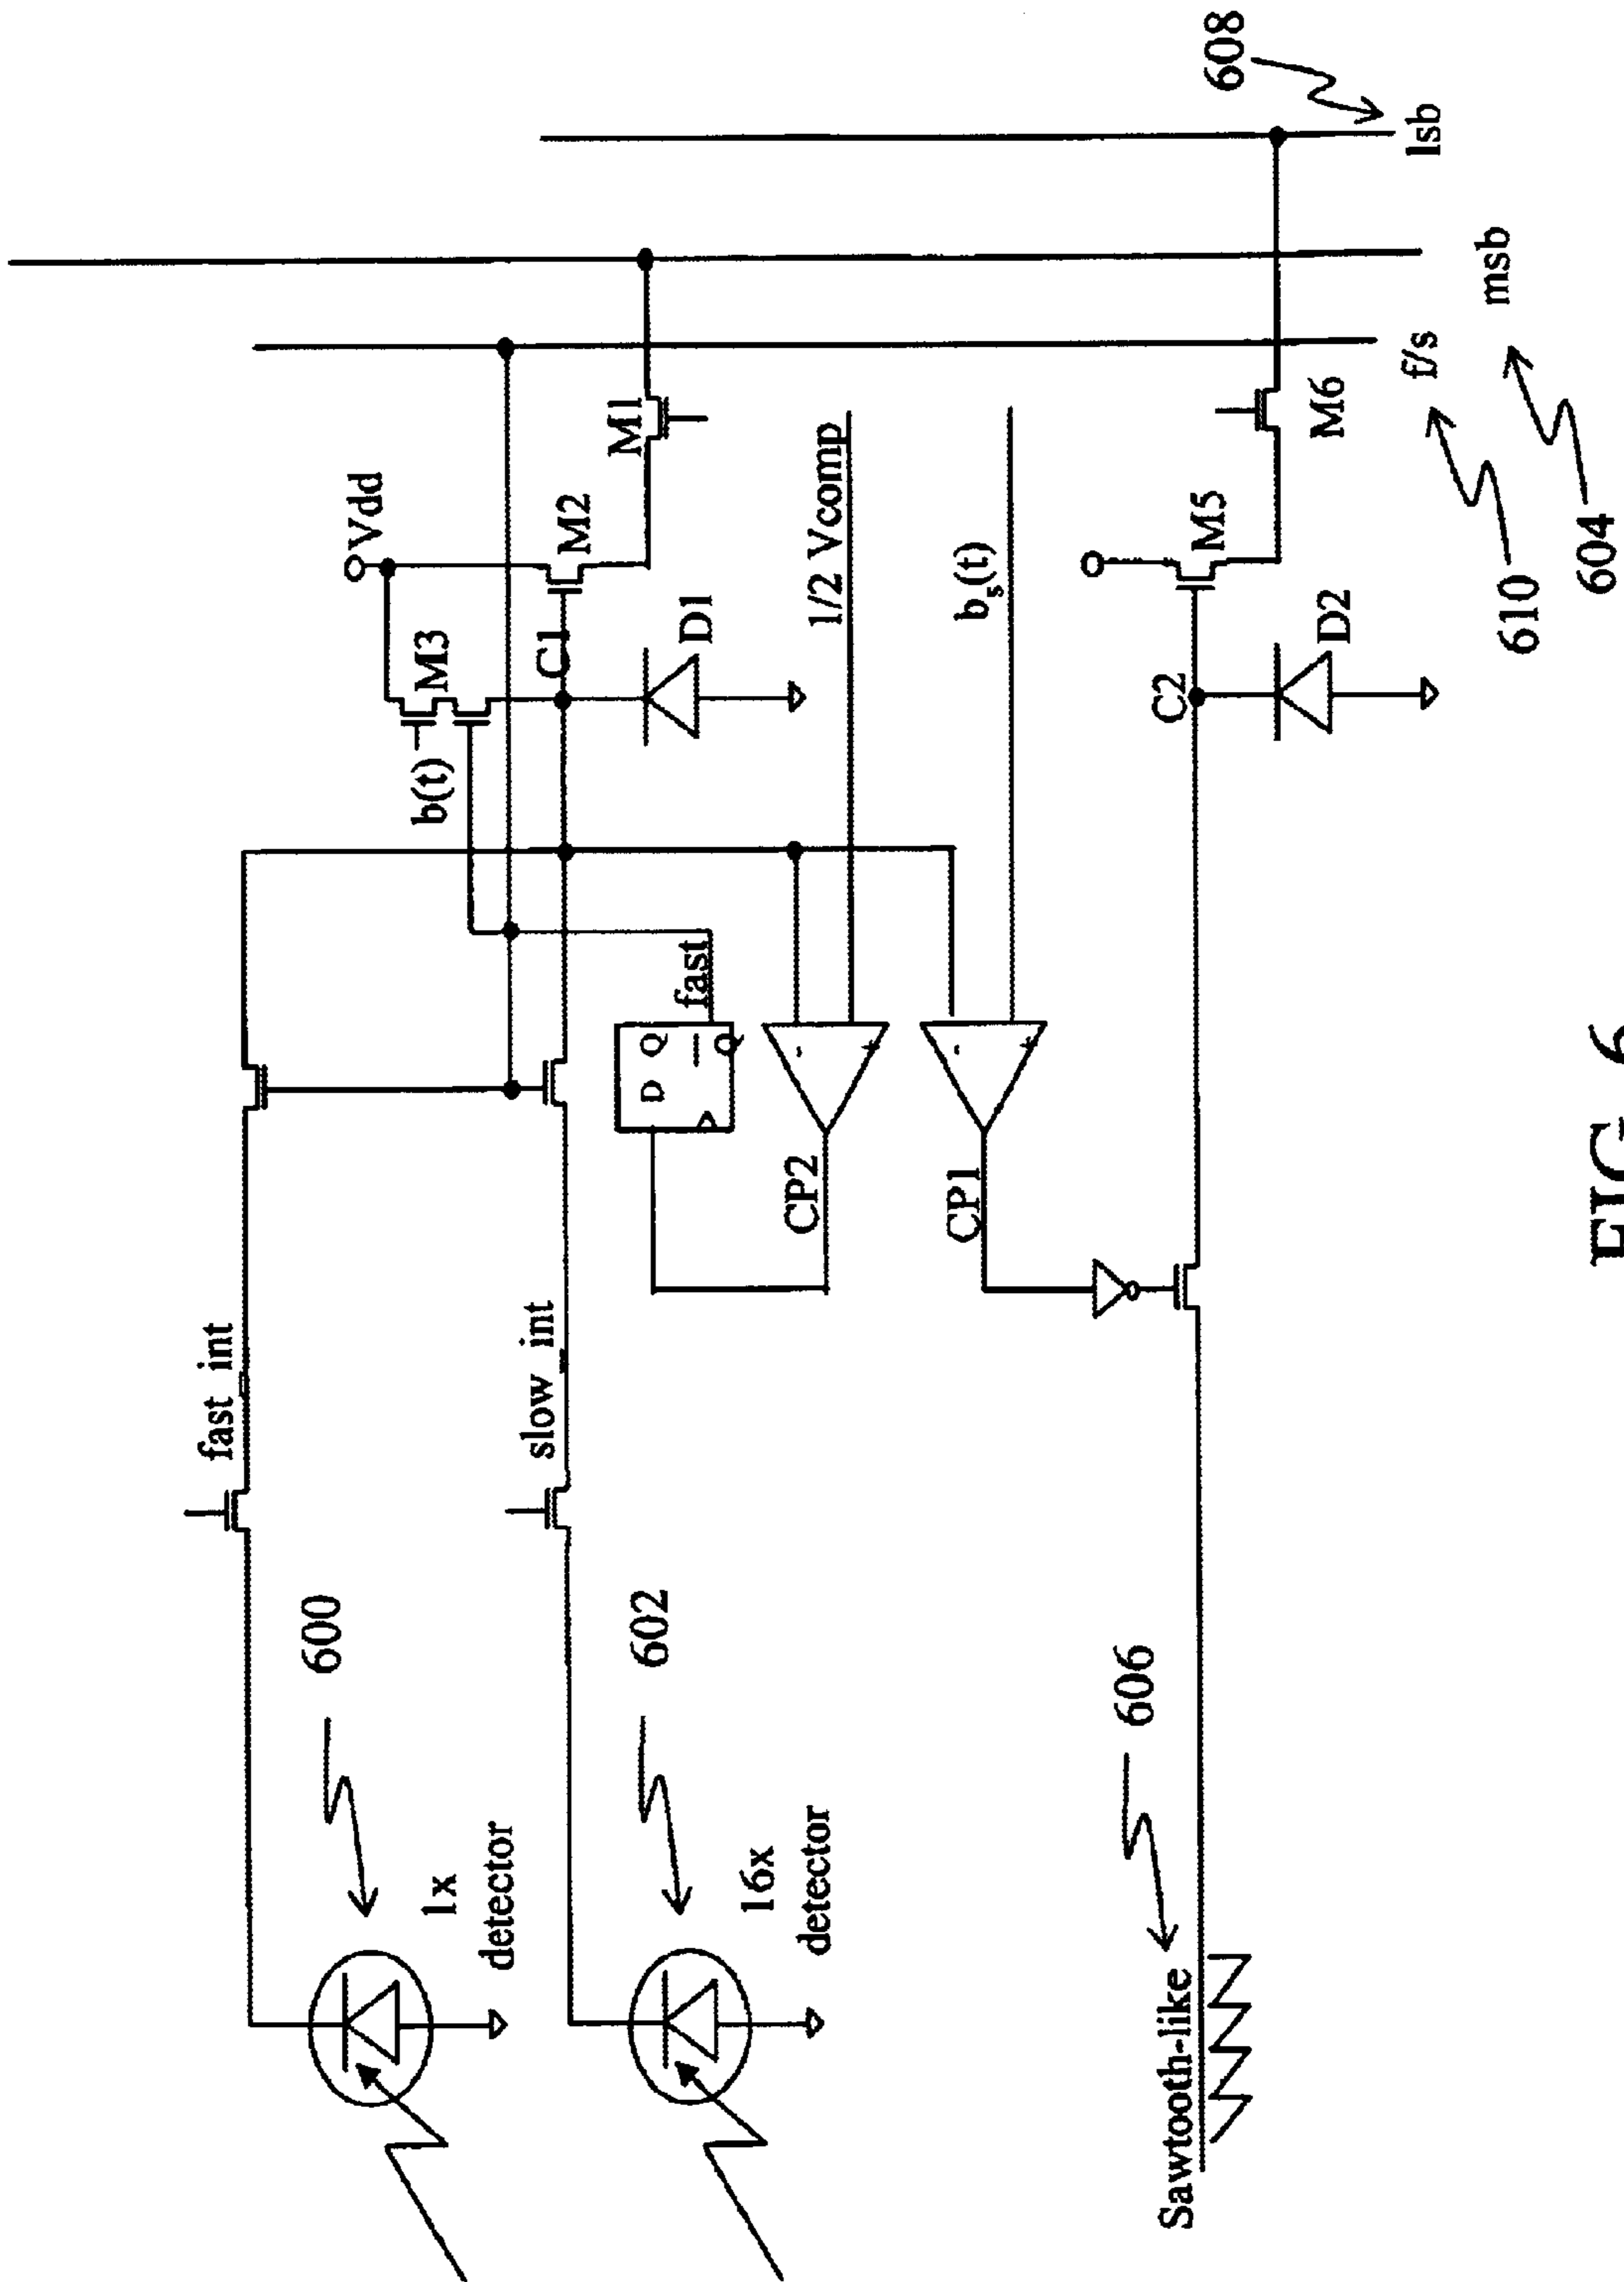 600
1x
detector
602
16x
detector
Sawtooth-like
606
fast_int
slow_int
D Q
Q
fast
CP2
-
+
CP1
-
+
b(t)
M3
Vdd
C1
M2
D1
M1
1/2 Vcomp
bs(t)
C2
D2
M5
M6
f/s
msb
lsb
610
604
608
FIG. 6